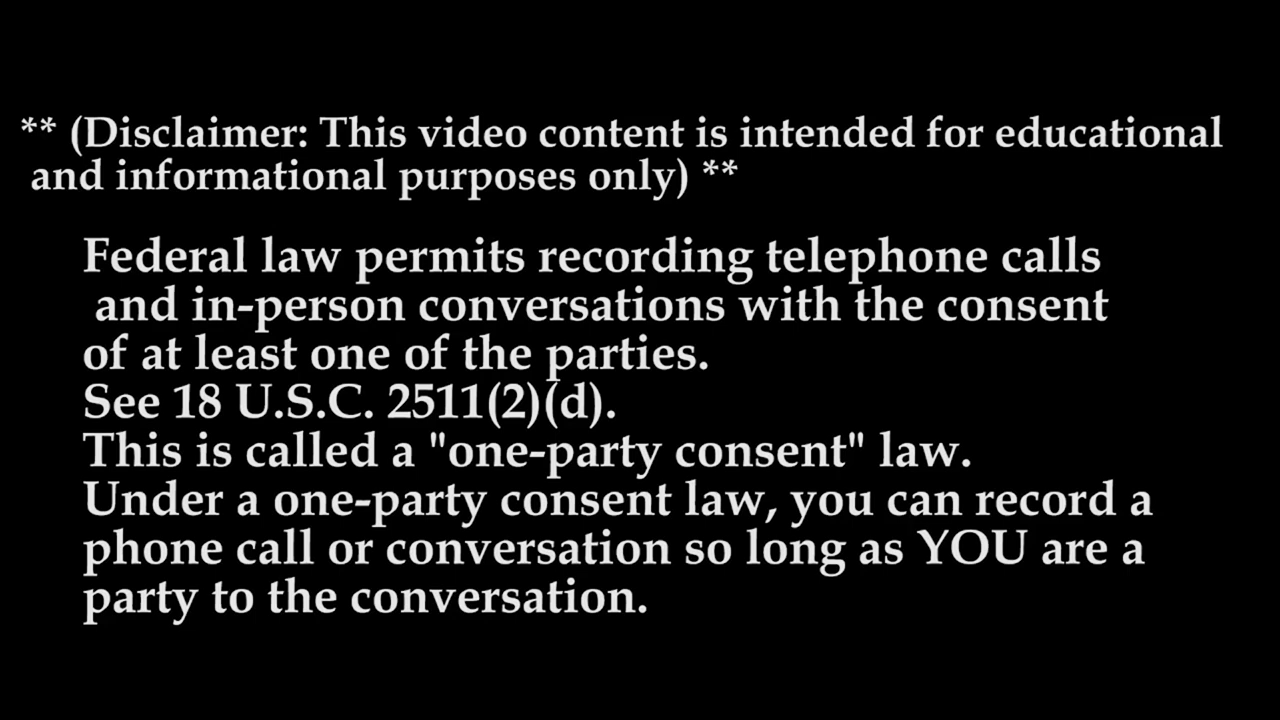 ** (Disclaimer: This video content is intended for educational
and informational purposes only) **
Federal law permits recording telephone calls
and in-person conversations with the consent
of at least one of the parties.
See 18 U.S.C. 2511(2)(d).
This is called a "one-party consent" law.
Under a one-party consent law, you can record a
phone call or conversation so long as YOU are a
party to the conversation.